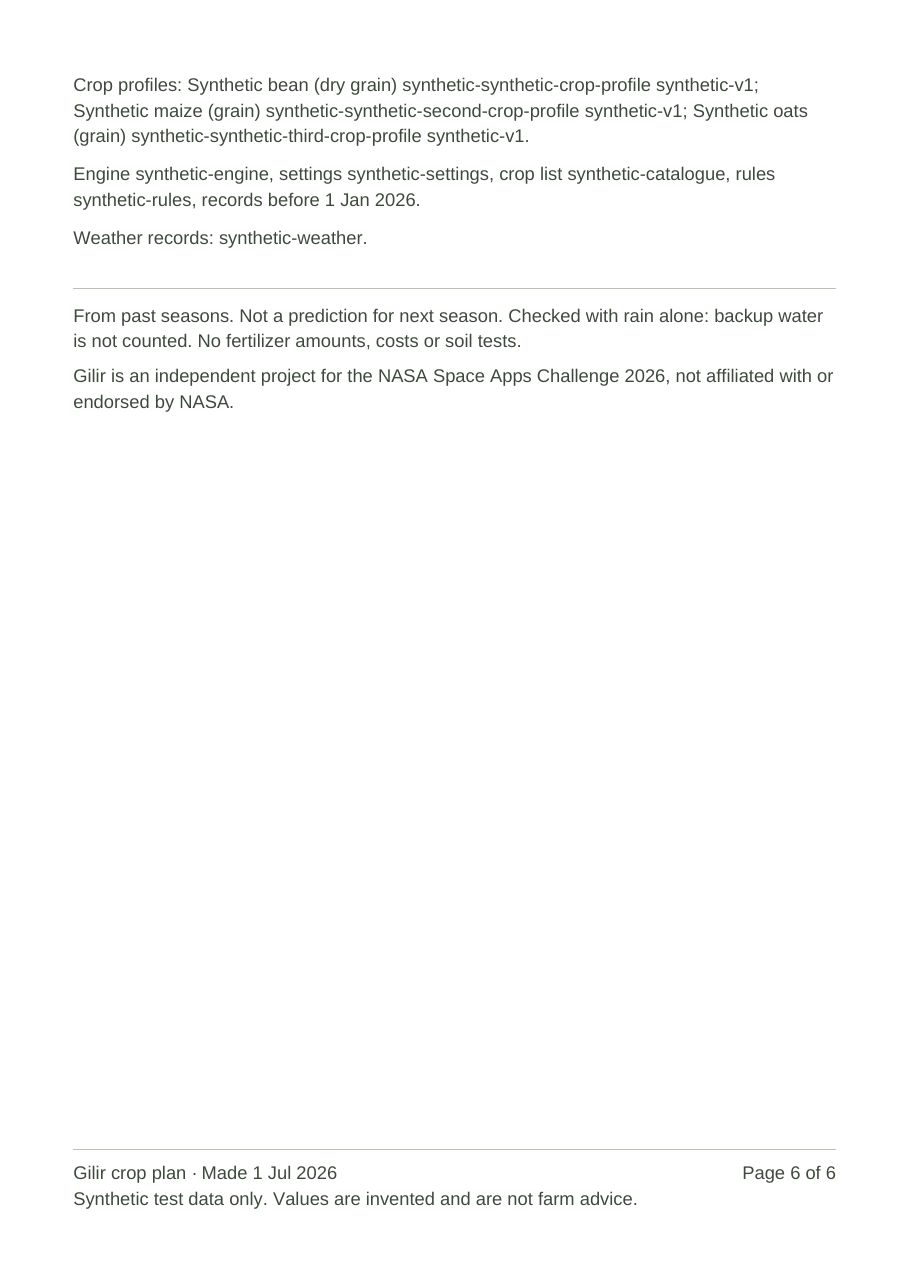 Crop profiles: Synthetic bean (dry grain) synthetic-synthetic-crop-profile synthetic-v1;
Synthetic maize (grain) synthetic-synthetic-second-crop-profile synthetic-v1; Synthetic oats
(grain) synthetic-synthetic-third-crop-profile synthetic-v1.
Engine synthetic-engine, settings synthetic-settings, crop list synthetic-catalogue, rules
synthetic-rules, records before 1 Jan 2026.
Weather records: synthetic-weather.
From past seasons. Not a prediction for next season. Checked with rain alone: backup water
is not counted. No fertilizer amounts, costs or soil tests.
Gilir is an independent project for the NASA Space Apps Challenge 2026, not affiliated with or
endorsed by NASA.
Gilir crop plan · Made 1 Jul 2026 Page 6 of 6
Synthetic test data only. Values are invented and are not farm advice.